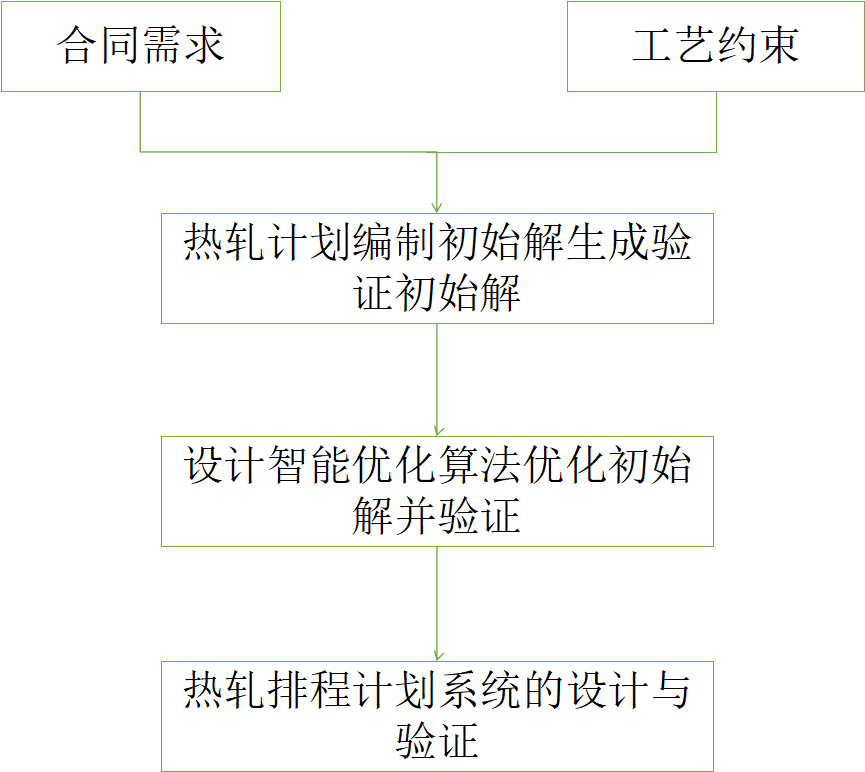 合同需求
工艺约束
热轧计划编制初始解生成验
证初始解
设计智能优化算法优化初始
解并验证
热轧排程计划系统的设计与
验证